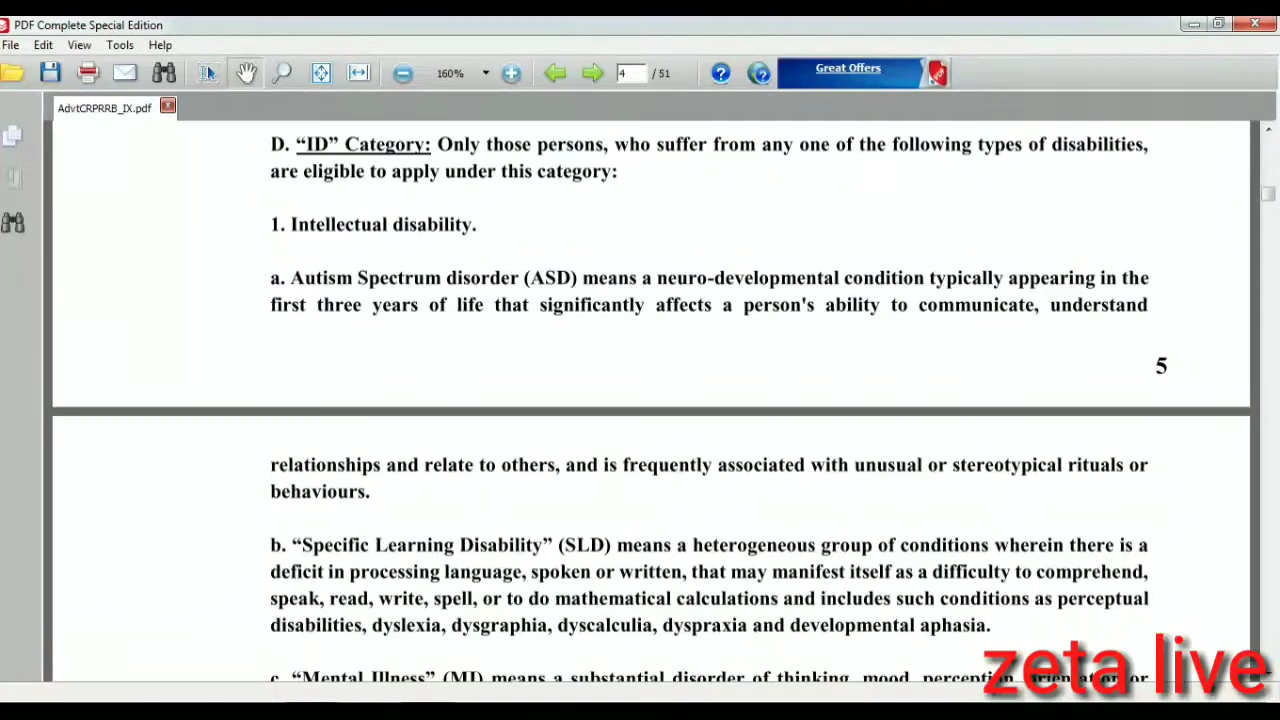 PDF Complete Special Edition
File Edit View Tools Help
160% 4 / 51 ? ? Great Offers
AdvtCRPRRB_IX.pdf
D. “ID” Category: Only those persons, who suffer from any one of the following types of disabilities,
are eligible to apply under this category:
1. Intellectual disability.
a. Autism Spectrum disorder (ASD) means a neuro-developmental condition typically appearing in the
first three years of life that significantly affects a person's ability to communicate, understand
5
relationships and relate to others, and is frequently associated with unusual or stereotypical rituals or
behaviours.
b. “Specific Learning Disability” (SLD) means a heterogeneous group of conditions wherein there is a
deficit in processing language, spoken or written, that may manifest itself as a difficulty to comprehend,
speak, read, write, spell, or to do mathematical calculations and includes such conditions as perceptual
disabilities, dyslexia, dysgraphia, dyscalculia, dyspraxia and developmental aphasia.
c. “Mental Illness” (MI) means a substantial disorder of thinking, mood, perception, orientation or
zeta live